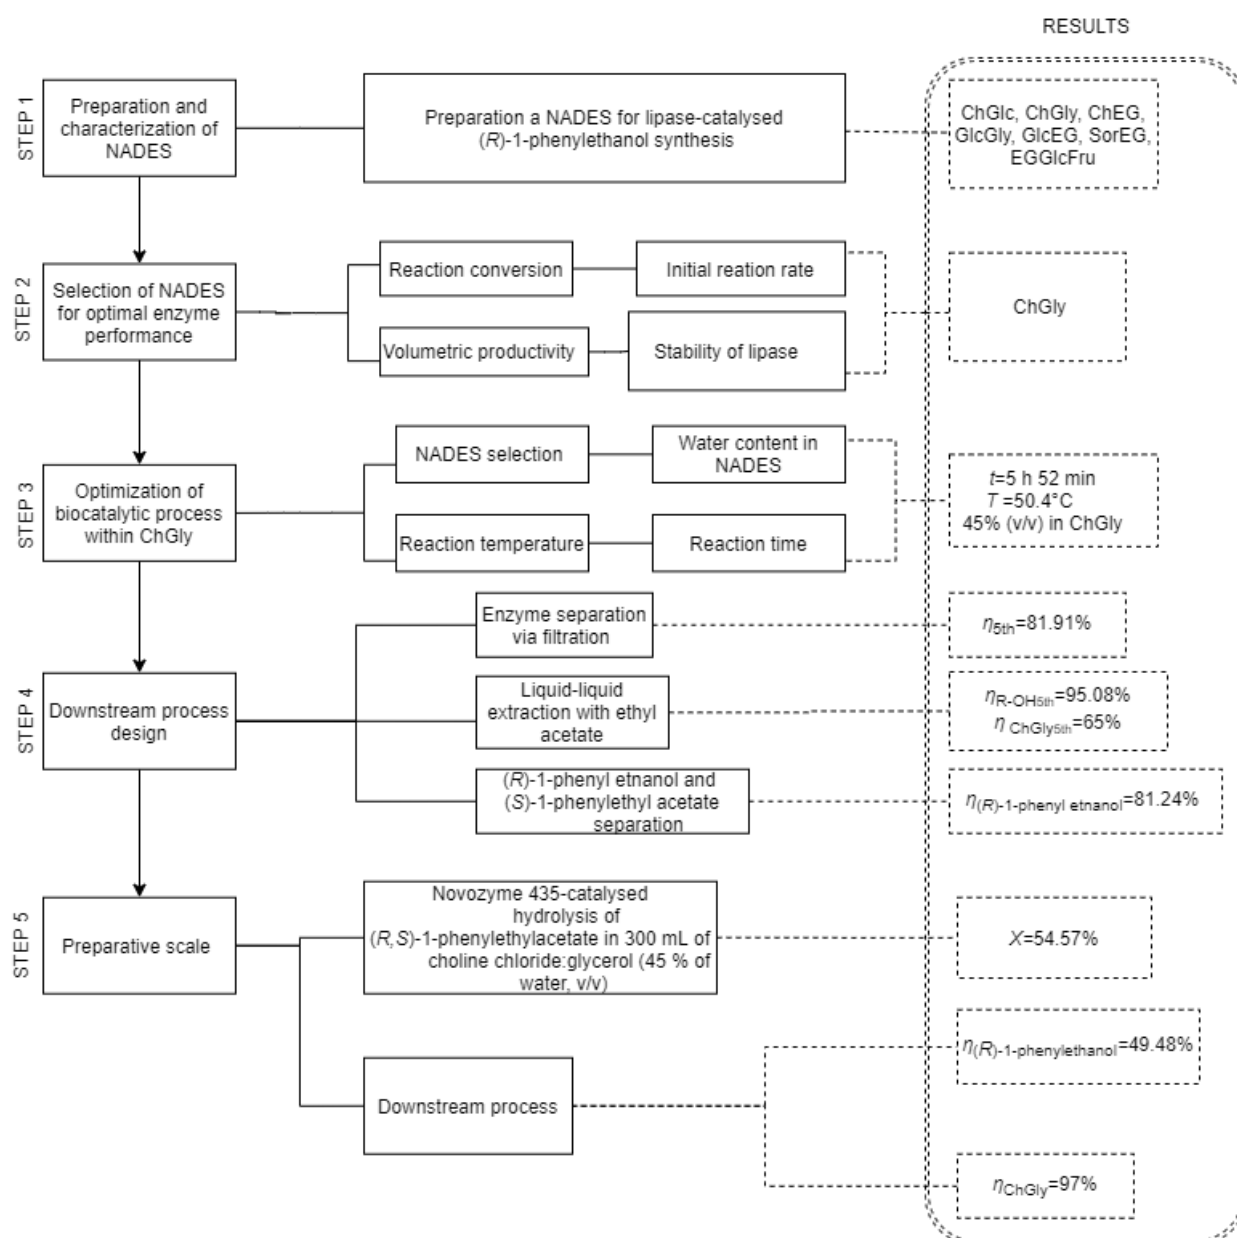 RESULTS
STEP 1
Preparation and
characterization of
NADES
Preparation a NADES for lipase-catalysed
(R)-1-phenylethanol synthesis
ChGlc, ChGly, ChEG,
GlcGly, GlcEG, SorEG,
EGGlcFru
STEP 2
Selection of NADES
for optimal enzyme
performance
Reaction conversion
Initial reation rate
Volumetric productivity
Stability of lipase
ChGly
STEP 3
Optimization of
biocatalytic process
within ChGly
NADES selection
Water content in
NADES
Reaction temperature
Reaction time
t=5 h 52 min
T =50.4°C
45% (v/v) in ChGly
STEP 4
Downstream process
design
Enzyme separation
via filtration
η5th=81.91%
Liquid-liquid
extraction with ethyl
acetate
ηR-OH5th=95.08%
η ChGly5th=65%
(R)-1-phenyl etnanol and
(S)-1-phenylethyl acetate
separation
η(R)-1-phenyl etnanol=81.24%
STEP 5
Preparative scale
Novozyme 435-catalysed
hydrolysis of
(R,S)-1-phenylethylacetate in 300 mL of
choline chloride:glycerol (45 % of
water, v/v)
X=54.57%
Downstream process
η(R)-1-phenylethanol=49.48%
ηChGly=97%